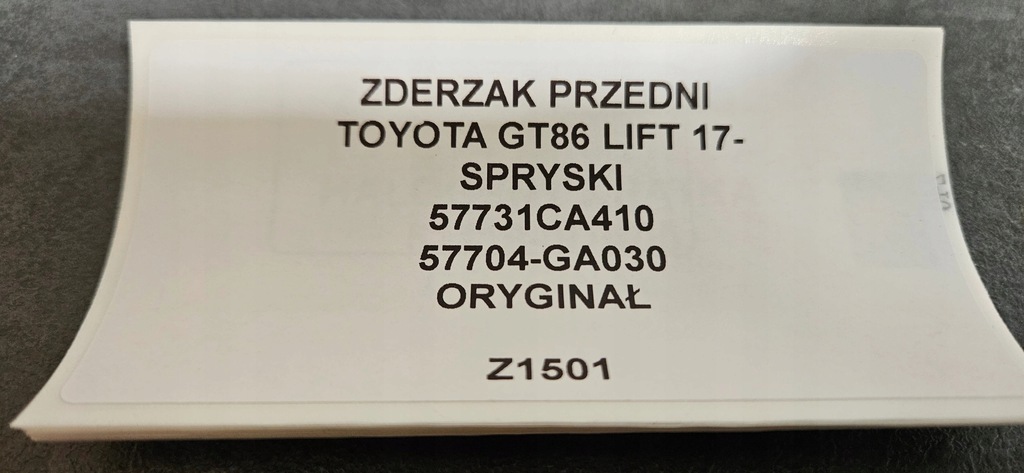 ZDERZAK PRZEDNI
TOYOTA GT86 LIFT 17-
SPRYSKI
57731CA410
57704-GA030
ORYGINAŁ
Z1501